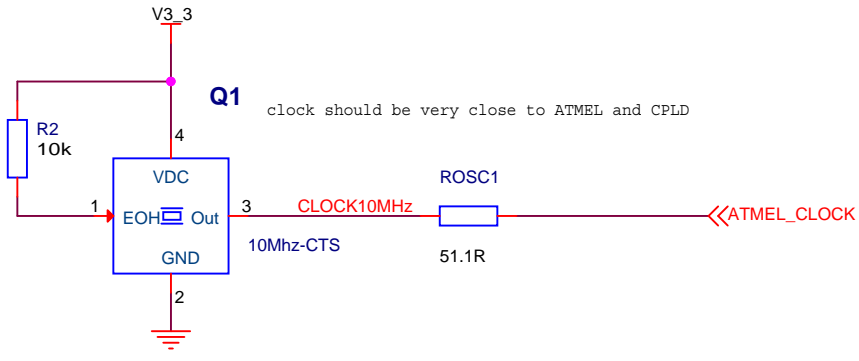 V3_3
Q1
clock should be very close to ATMEL and CPLD
R2
10k
4
VDC
ROSC1
1
EOH
Out
3
CLOCK10MHz
ATMEL_CLOCK
10Mhz-CTS
51.1R
GND
2